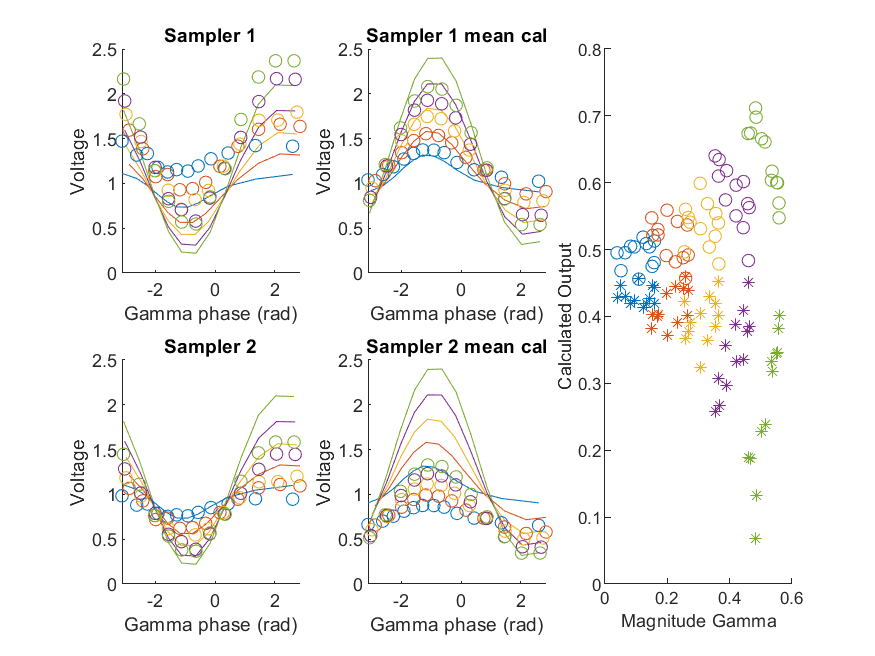 Sampler 1
2.5
2
1.5
1
0.5
0
Voltage
-2 0 2
Gamma phase (rad)
Sampler 1 mean cal
2.5
2
1.5
1
0.5
0
Voltage
-2 0 2
Gamma phase (rad)
Sampler 2
2.5
2
1.5
1
0.5
0
Voltage
-2 0 2
Gamma phase (rad)
Sampler 2 mean cal
2.5
2
1.5
1
0.5
0
Voltage
-2 0 2
Gamma phase (rad)
0.8
0.7
0.6
0.5
0.4
0.3
0.2
0.1
0
Calculated Output
0 0.2 0.4 0.6
Magnitude Gamma